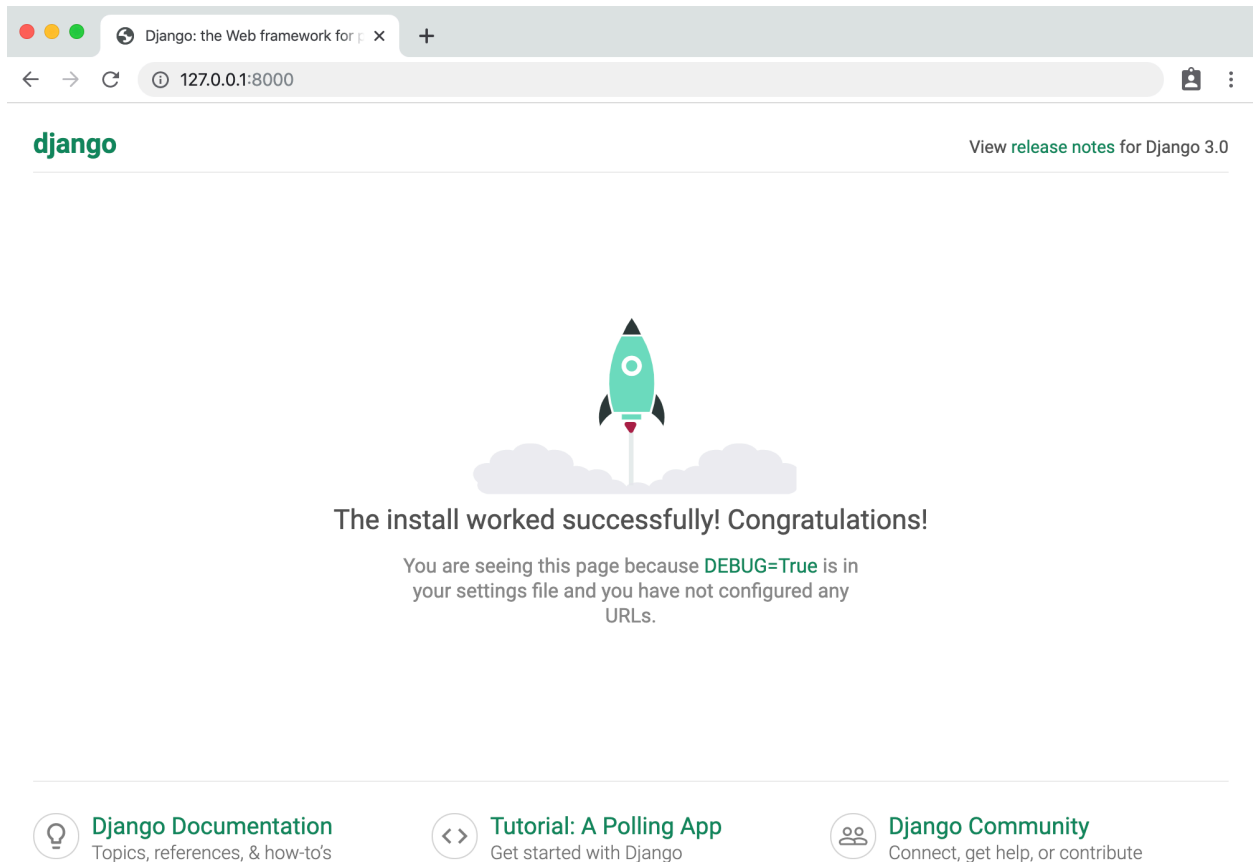 Django: the Web framework for p
127.0.0.1:8000
django
View release notes for Django 3.0
The install worked successfully! Congratulations!
You are seeing this page because DEBUG=True is in
your settings file and you have not configured any
URLs.
Django Documentation
Topics, references, & how-to's
Tutorial: A Polling App
Get started with Django
Django Community
Connect, get help, or contribute